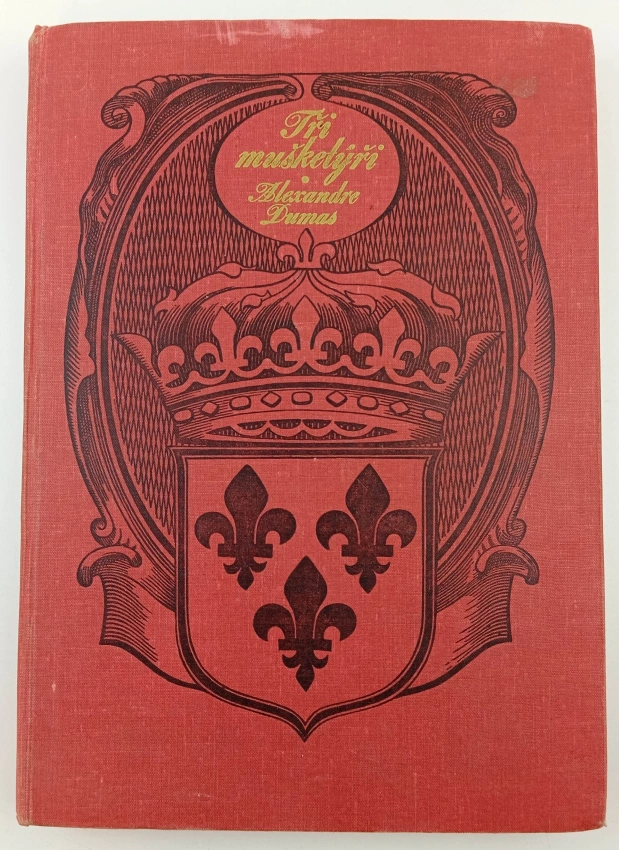 Tři
mušketýři
Alexandre
Dumas